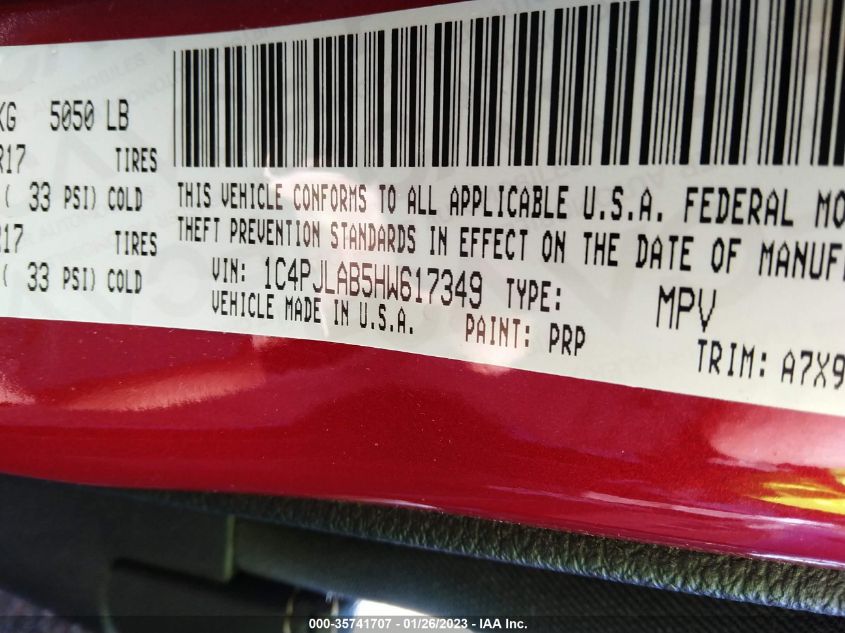 KG 5050 LB
R17 TIRES
( 33 PSI) COLD
R17 TIRES
( 33 PSI) COLD
THIS VEHICLE CONFORMS TO ALL APPLICABLE U.S.A. FEDERAL MO
THEFT PREVENTION STANDARDS IN EFFECT ON THE DATE OF MANUF
VIN: 1C4PJLAB5HW617349 TYPE: MPV
VEHICLE MADE IN U.S.A. PAINT: PRP TRIM: A7X9
000-35741707 01/26/2023 - IAA Inc.